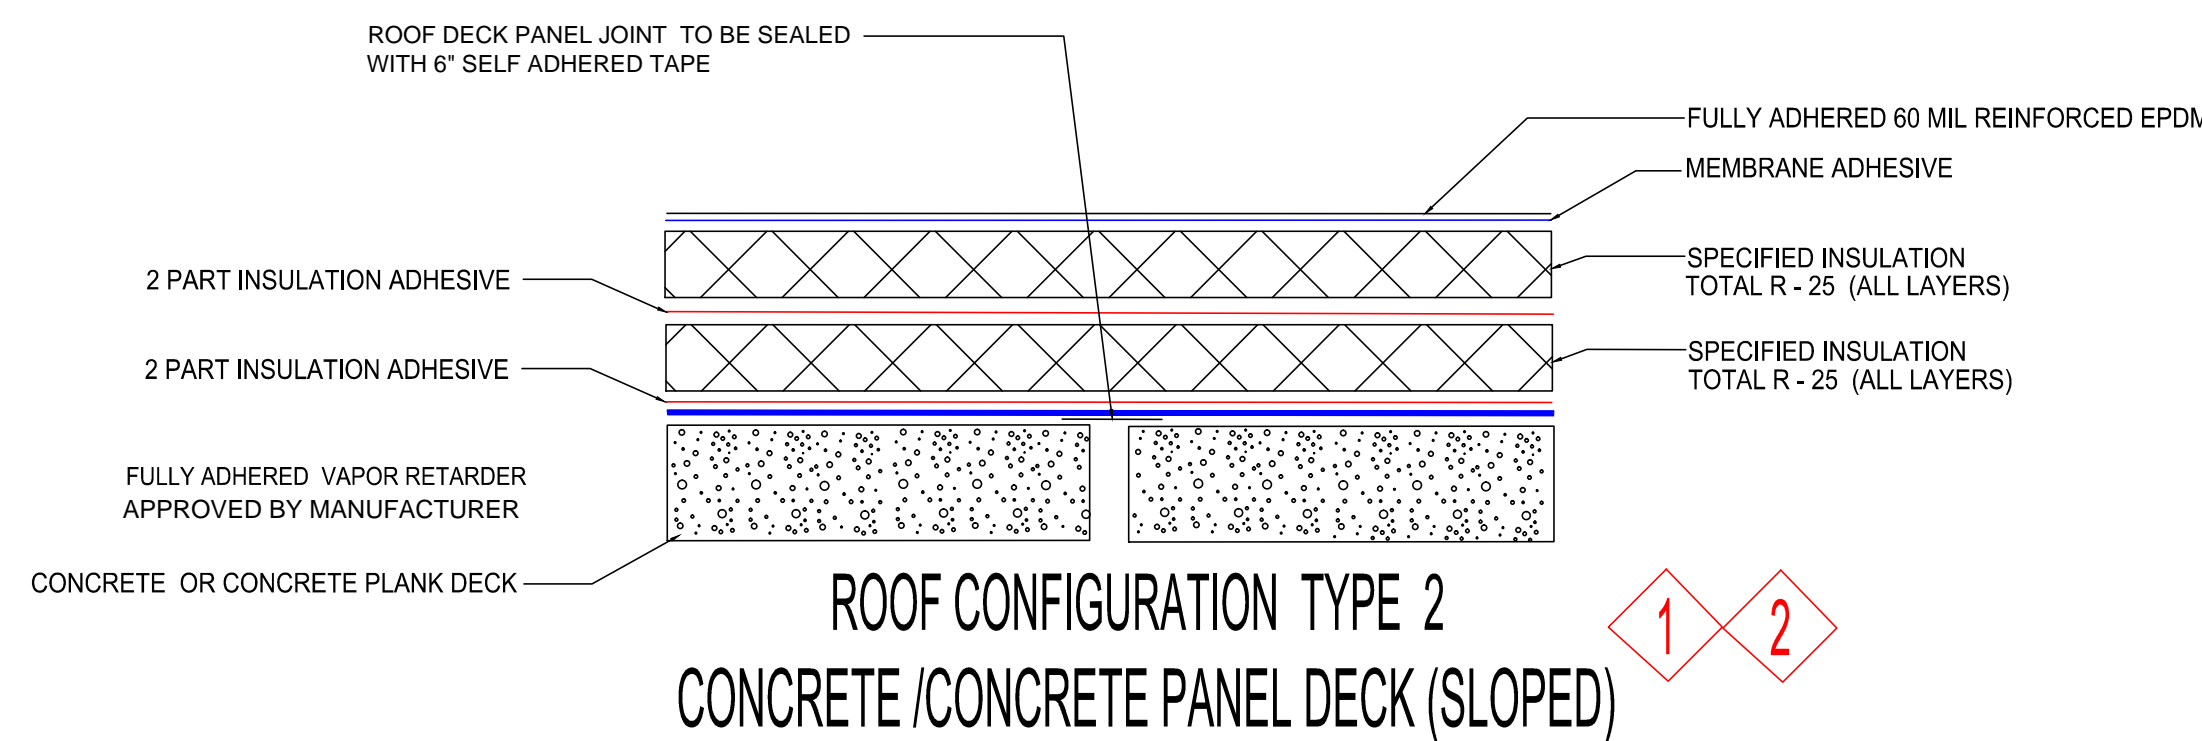 ROOF DECK PANEL JOINT TO BE SEALED
WITH 6" SELF ADHERED TAPE
FULLY ADHERED 60 MIL REINFORCED EPDM
MEMBRANE ADHESIVE
2 PART INSULATION ADHESIVE
SPECIFIED INSULATION
TOTAL R - 25 (ALL LAYERS)
2 PART INSULATION ADHESIVE
SPECIFIED INSULATION
TOTAL R - 25 (ALL LAYERS)
FULLY ADHERED VAPOR RETARDER
APPROVED BY MANUFACTURER
CONCRETE OR CONCRETE PLANK DECK
ROOF CONFIGURATION TYPE 2
1 2
CONCRETE /CONCRETE PANEL DECK (SLOPED)